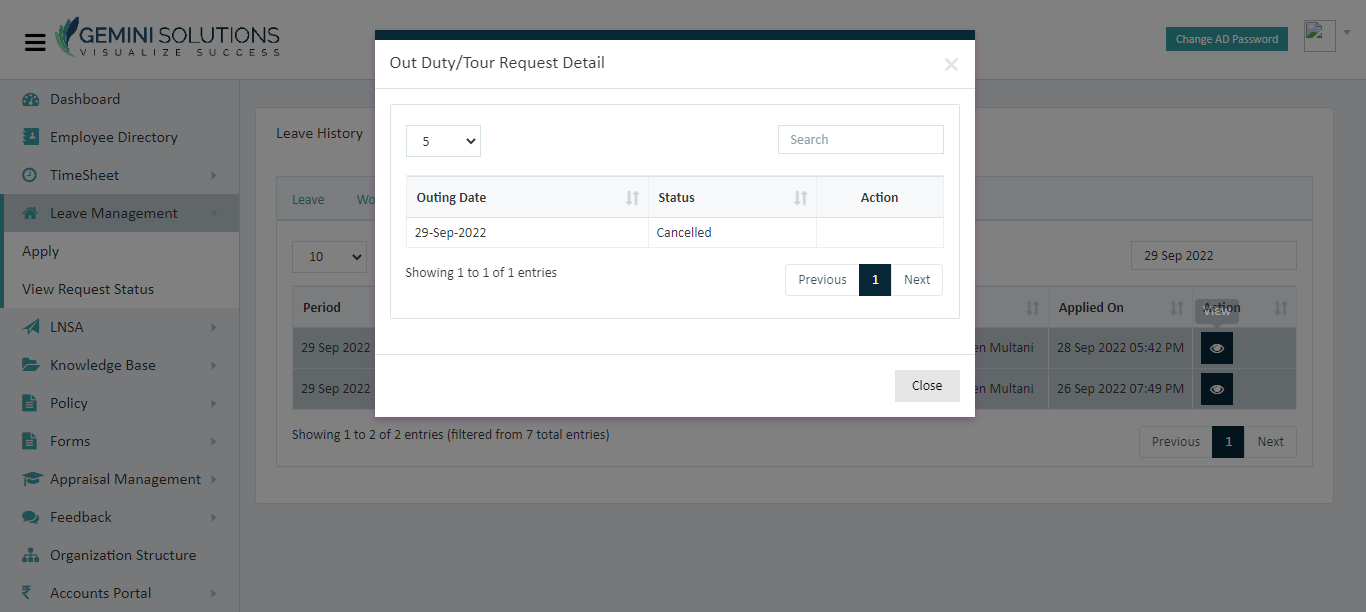 GEMINI SOLUTIONS
VISUALIZE SUCCESS
Change AD Password
Dashboard
Employee Directory
TimeSheet
Leave Management
Apply
View Request Status
LNSA
Knowledge Base
Policy
Forms
Appraisal Management
Feedback
Organization Structure
Accounts Portal
Leave History
Leave Wo
10
29 Sep 2022
Period Applied On Action
View
29 Sep 2022 en Multani 28 Sep 2022 05:42 PM
29 Sep 2022 en Multani 26 Sep 2022 07:49 PM
Showing 1 to 2 of 2 entries (filtered from 7 total entries)
Previous 1 Next
Out Duty/Tour Request Detail
×
5
Search
Outing Date Status Action
29-Sep-2022 Cancelled
Showing 1 to 1 of 1 entries
Previous 1 Next
Close